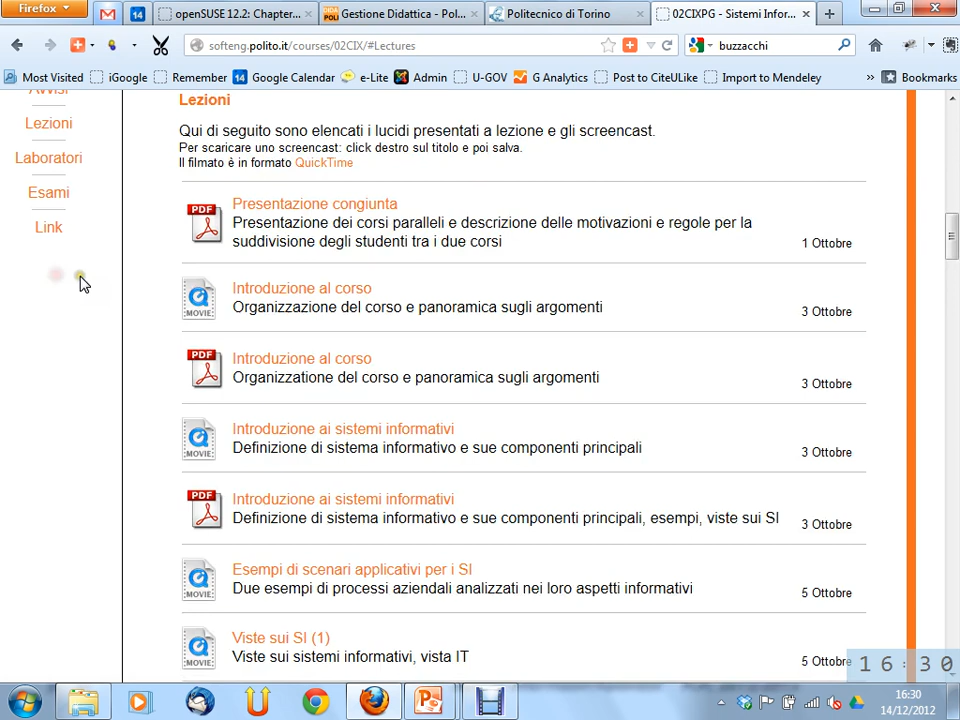 Firefox
openSUSE 12.2: Chapter...
Gestione Didattica - Pol...
Politecnico di Torino
02CIXPG - Sistemi Infor...
softeng.polito.it/courses/02CIX/#Lectures
buzzacchi
Most Visited
iGoogle
Remember
14
Google Calendar
e-Lite
Admin
U-GOV
G Analytics
Post to CiteULike
Import to Mendeley
»
Bookmarks
Avvisi
Lezioni
Laboratori
Esami
Link
Lezioni
Qui di seguito sono elencati i lucidi presentati a lezione e gli screencast.
Per scaricare uno screencast: click destro sul titolo e poi salva.
Il filmato è in formato QuickTime
PDF
Presentazione congiunta
Presentazione dei corsi paralleli e descrizione delle motivazioni e regole per la
suddivisione degli studenti tra i due corsi
1 Ottobre
MOVIE
Introduzione al corso
Organizzazione del corso e panoramica sugli argomenti
3 Ottobre
PDF
Introduzione al corso
Organizzatione del corso e panoramica sugli argomenti
3 Ottobre
MOVIE
Introduzione ai sistemi informativi
Definizione di sistema informativo e sue componenti principali
3 Ottobre
PDF
Introduzione ai sistemi informativi
Definizione di sistema informativo e sue componenti principali, esempi, viste sui SI
3 Ottobre
MOVIE
Esempi di scenari applicativi per i SI
Due esempi di processi aziendali analizzati nei loro aspetti informativi
5 Ottobre
MOVIE
Viste sui SI (1)
Viste sui sistemi informativi, vista IT
5 Ottobre
16:30
16:30
14/12/2012